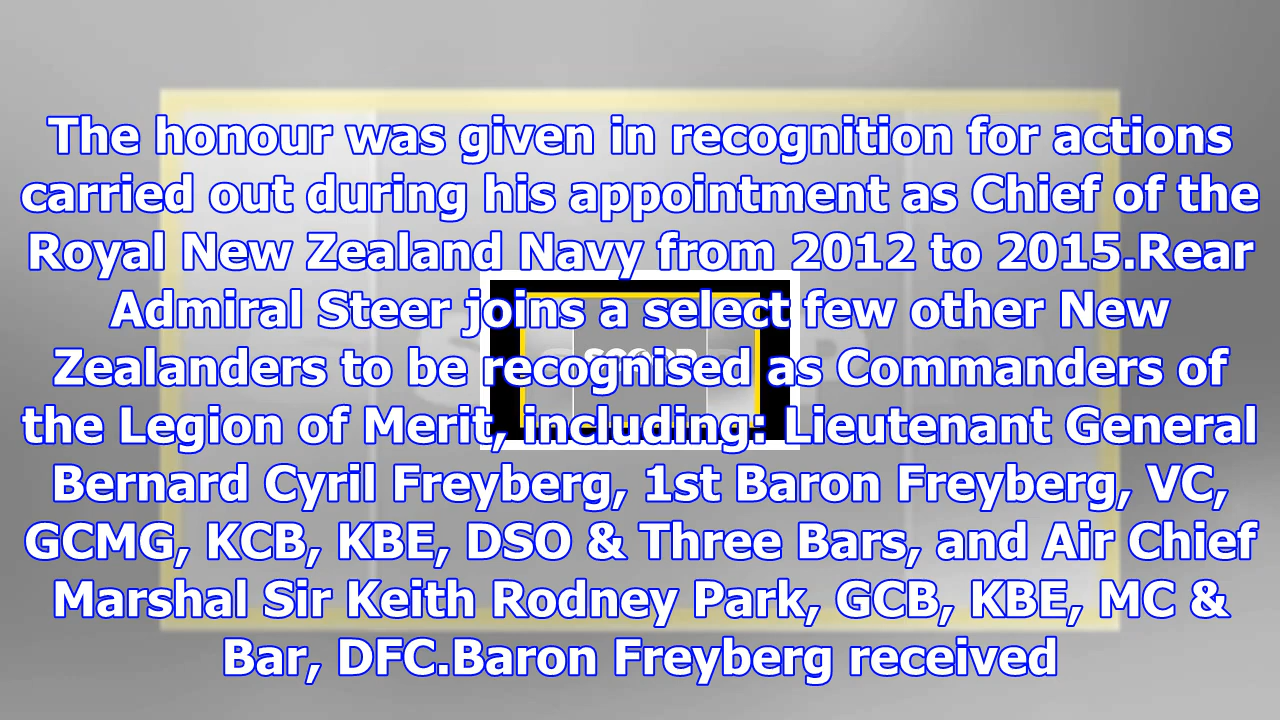 The honour was given in recognition for actions
carried out during his appointment as Chief of the
Royal New Zealand Navy from 2012 to 2015.Rear
Admiral Steer joins a select few other New
Zealanders to be recognised as Commanders of
the Legion of Merit, including: Lieutenant General
Bernard Cyril Freyberg, 1st Baron Freyberg, VC,
GCMG, KCB, KBE, DSO & Three Bars, and Air Chief
Marshal Sir Keith Rodney Park, GCB, KBE, MC &
Bar, DFC.Baron Freyberg received